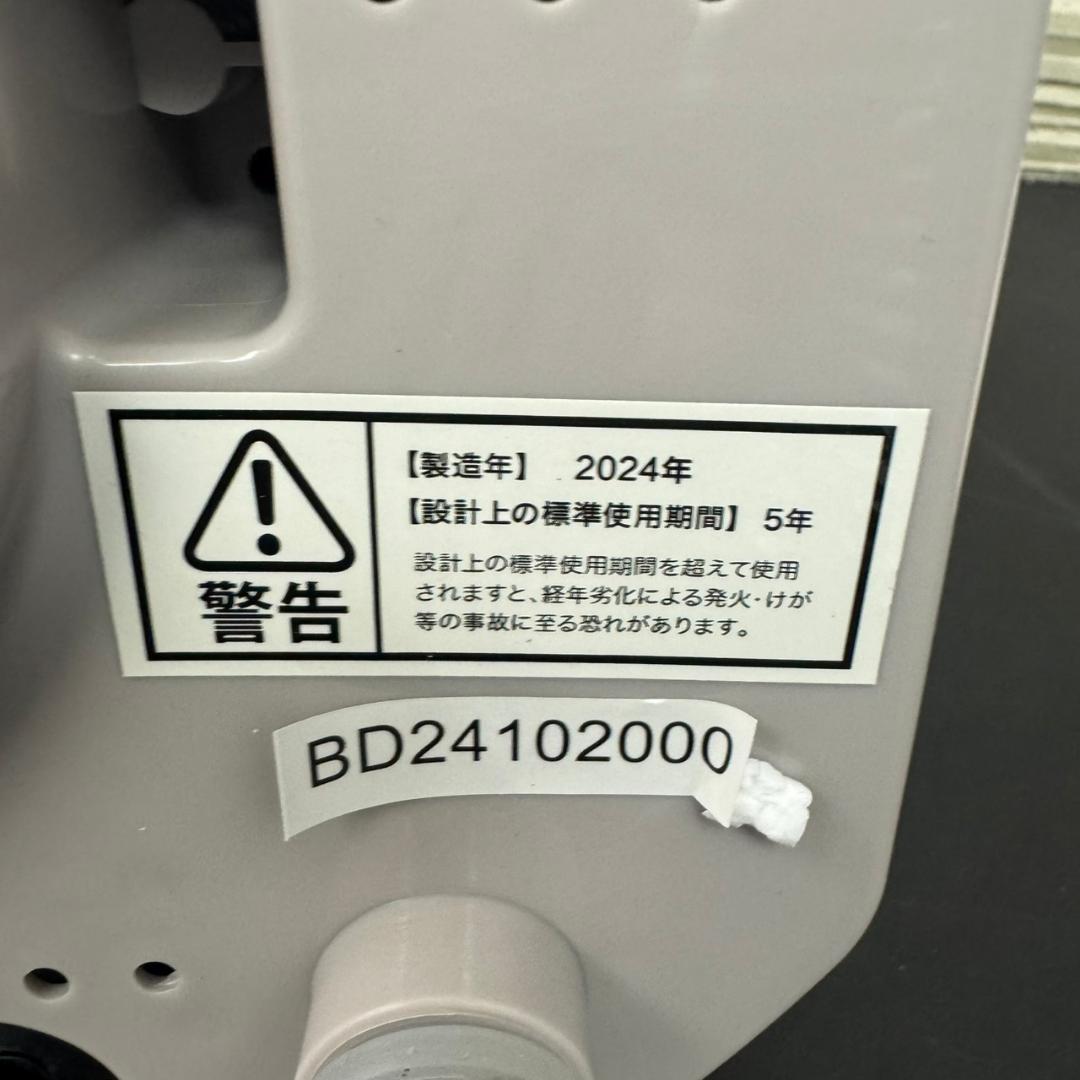 警告
【製造年】 2024年
【設計上の標準使用期間】 5年
設計上の標準使用期間を超えて使用
されますと、経年劣化による発火・けが
等の事故に至る恐れがあります。
BD24102000